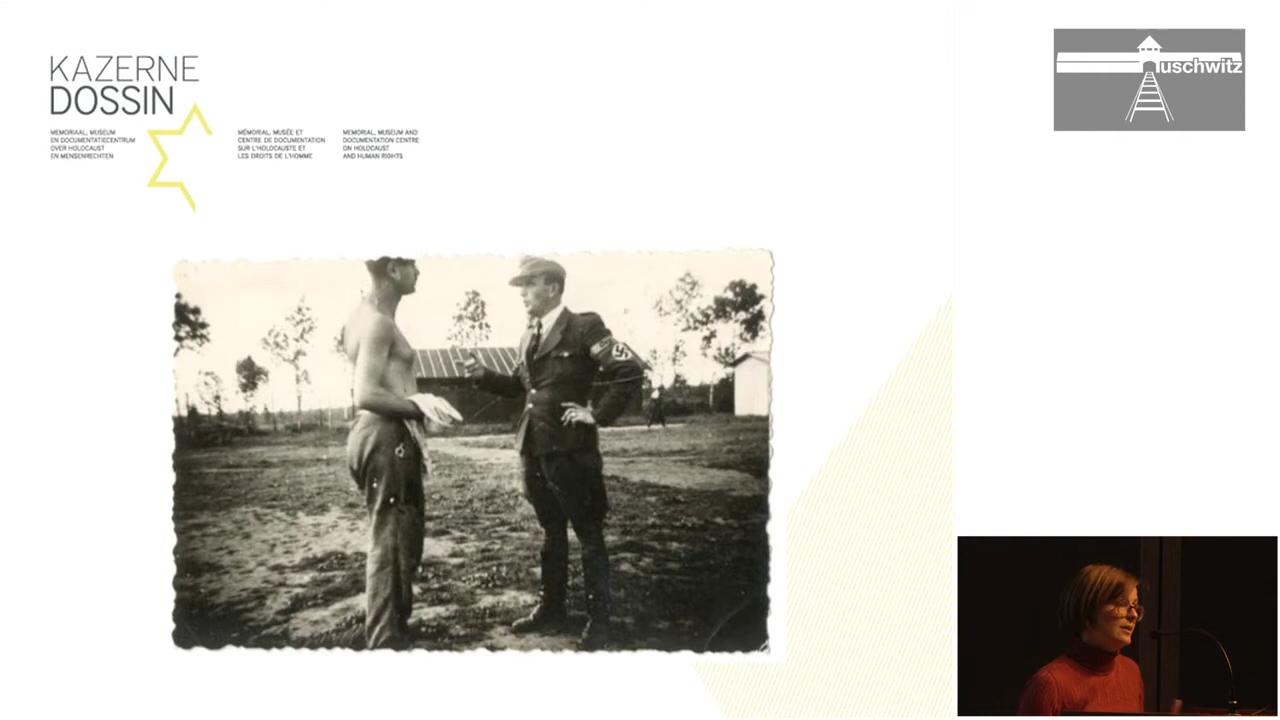 KAZERNE
DOSSIN
MEMORIAAL, MUSEUM
EN DOCUMENTATIECENTRUM
OVER HOLOCAUST
EN MENSENRECHTEN
MÉMORIAL, MUSÉE ET
CENTRE DE DOCUMENTATION
SUR L'HOLOCAUSTE ET
LES DROITS DE L'HOMME
MEMORIAL, MUSEUM AND
DOCUMENTATION CENTRE
ON HOLOCAUST
AND HUMAN RIGHTS
uschwitz